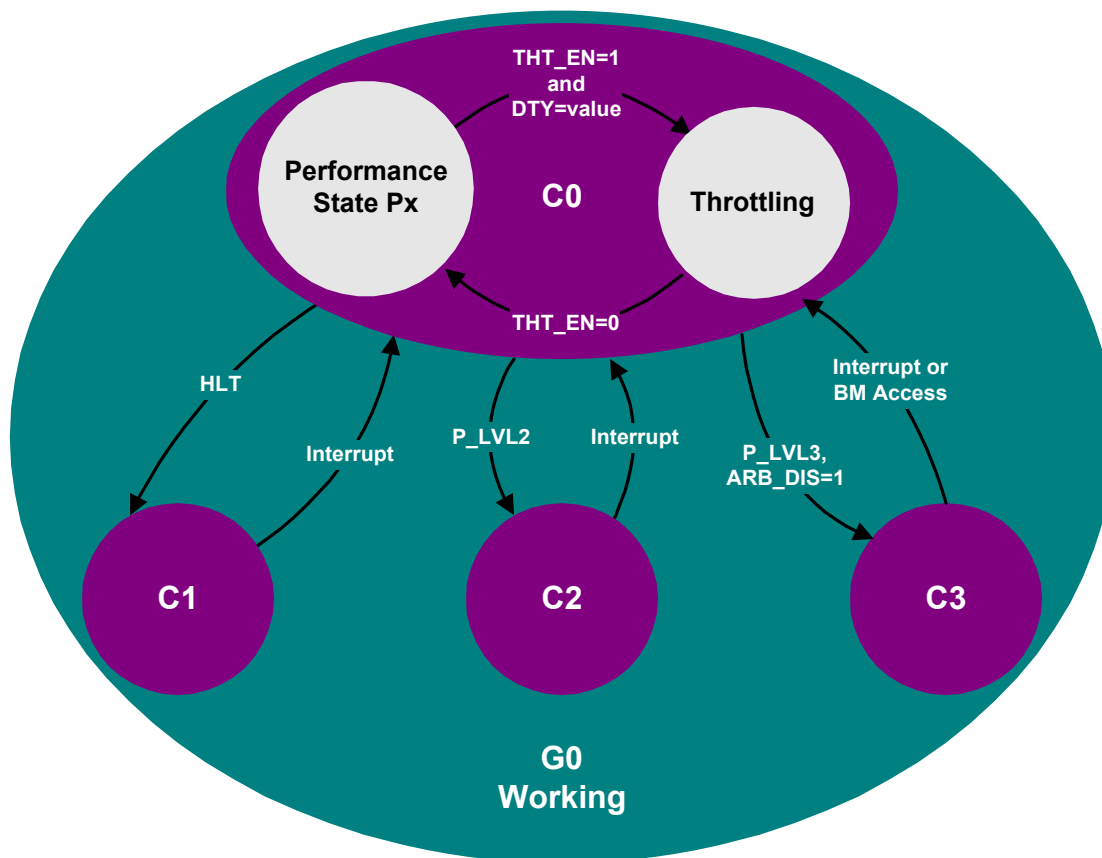 THT_EN=1
and
DTY=value
Performance
State Px
C0
Throttling
THT_EN=0
HLT
Interrupt
P_LVL2
Interrupt
Interrupt or
BM Access
P_LVL3,
ARB_DIS=1
C1
C2
C3
G0
Working